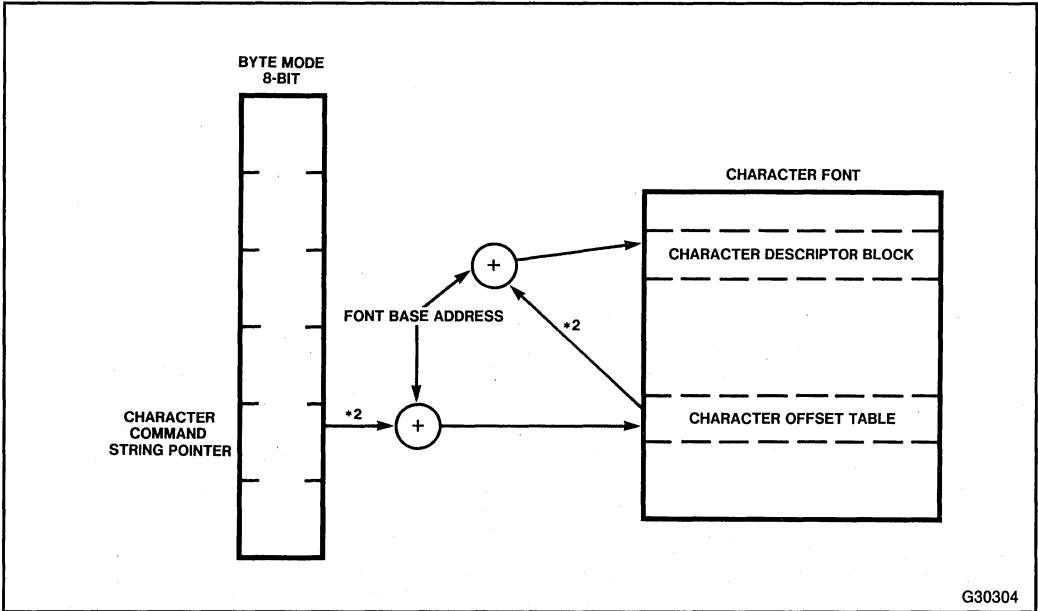 BYTE MODE
8-BIT
CHARACTER FONT
CHARACTER DESCRIPTOR BLOCK
+
FONT BASE ADDRESS
*2
CHARACTER
COMMAND
STRING POINTER
*2
+
CHARACTER OFFSET TABLE
G30304